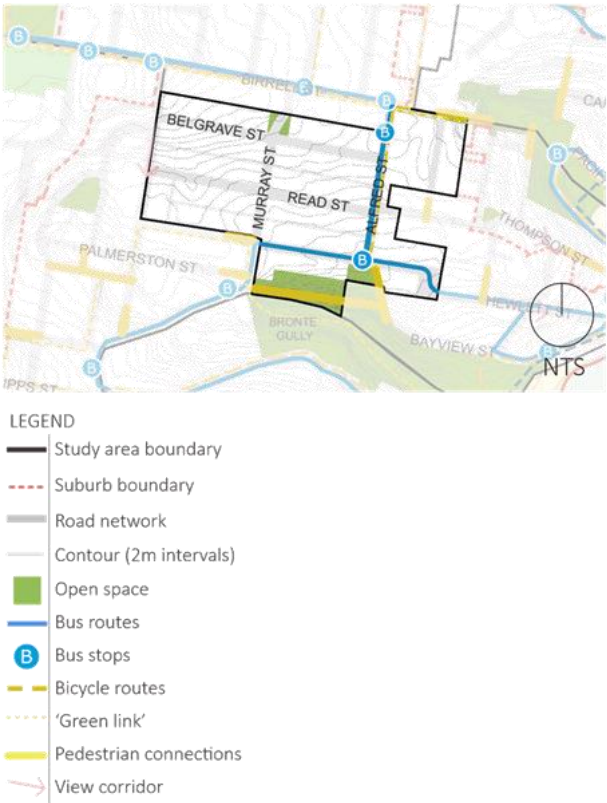 B
B
B
BIRRELL ST
B
B
B
BELGRAVE ST
MURRAY ST
ALFRED ST
READ ST
B
THOMPSON ST
PALMERSTON ST
B
B
HEWLETT ST
BRONTE
GULLY
BAYVIEW ST
B
NTS
B
LEGEND
Study area boundary
Suburb boundary
Road network
Contour (2m intervals)
Open space
Bus routes
B Bus stops
Bicycle routes
'Green link'
Pedestrian connections
View corridor